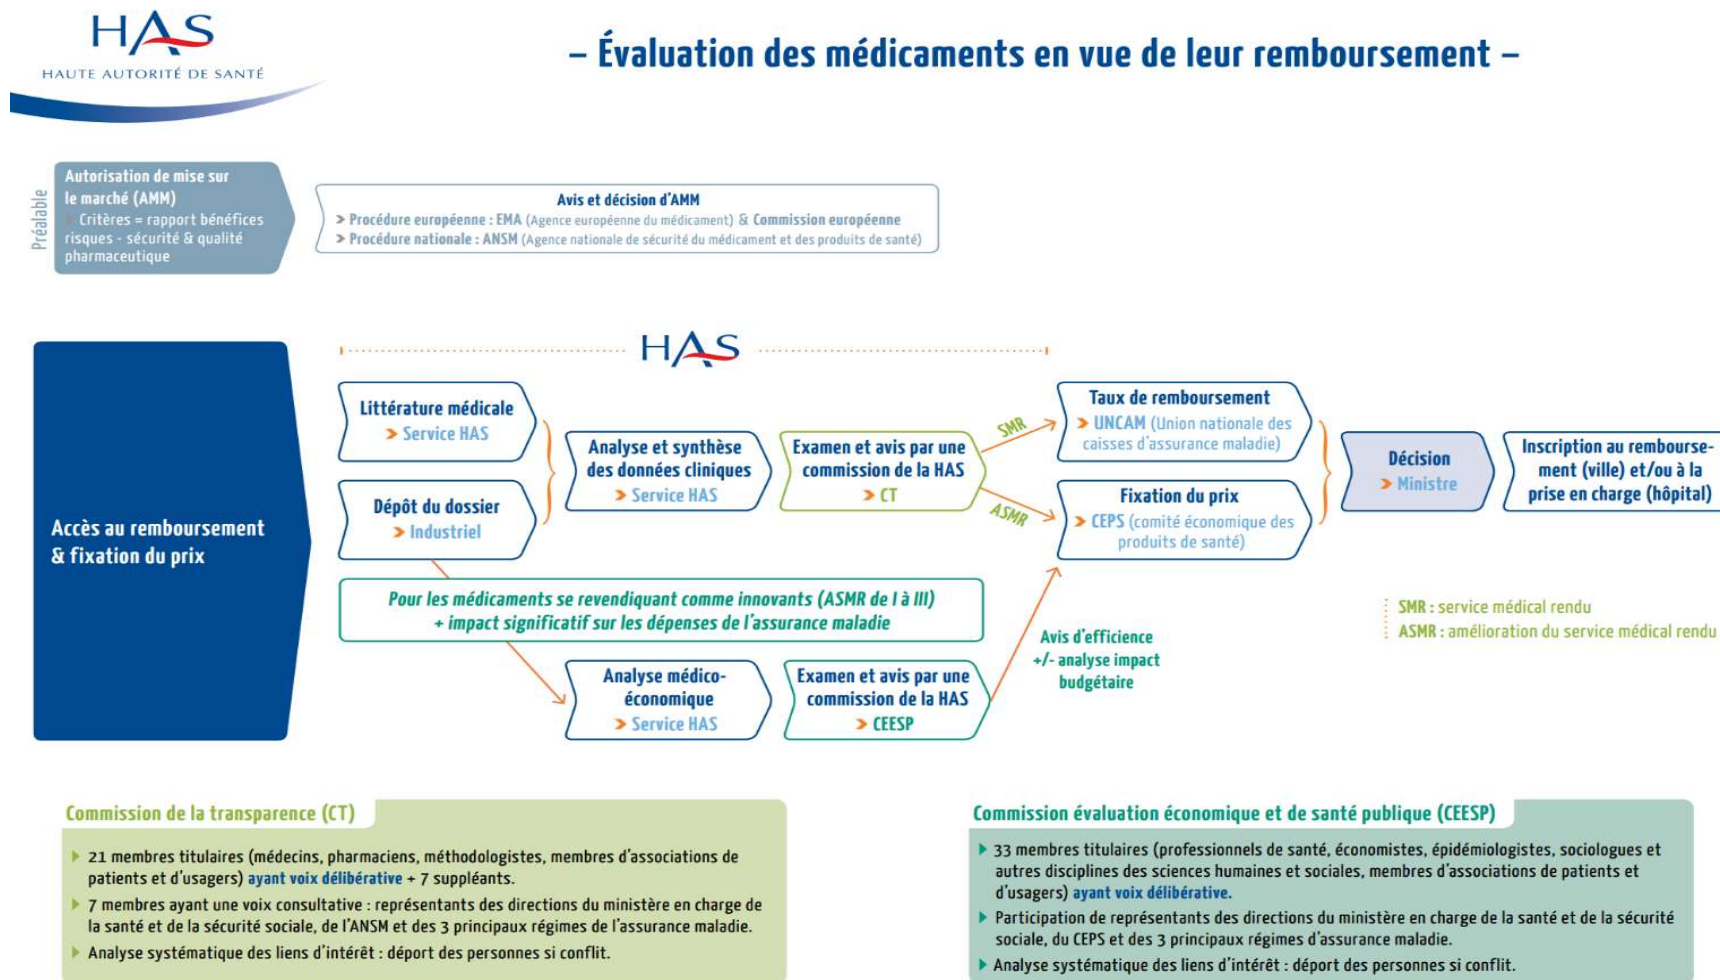 HAS
HAUTE AUTORITÉ DE SANTÉ
– Évaluation des médicaments en vue de leur remboursement –
Préalable
Autorisation de mise sur
le marché (AMM)
> Critères = rapport bénéfices
risques - sécurité & qualité
pharmaceutique
Avis et décision d'AMM
> Procédure européenne : EMA (Agence européenne du médicament) & Commission européenne
> Procédure nationale : ANSM (Agence nationale de sécurité du médicament et des produits de santé)
Accès au remboursement
& fixation du prix
HAS
Littérature médicale
> Service HAS
Dépôt du dossier
> Industriel
Analyse et synthèse
des données cliniques
> Service HAS
Examen et avis par une
commission de la HAS
> CT
SMR
ASMR
Taux de remboursement
> UNCAM (Union nationale des
caisses d'assurance maladie)
Fixation du prix
> CEPS (comité économique des
produits de santé)
Décision
> Ministre
Inscription au rembourse-
ment (ville) et/ou à la
prise en charge (hôpital)
Pour les médicaments se revendiquant comme innovants (ASMR de I à III)
+ impact significatif sur les dépenses de l'assurance maladie
Analyse médico-
économique
> Service HAS
Examen et avis par une
commission de la HAS
> CEESP
Avis d'efficience
+/- analyse impact
budgétaire
SMR : service médical rendu
ASMR : amélioration du service médical rendu
Commission de la transparence (CT)
21 membres titulaires (médecins, pharmaciens, méthodologistes, membres d'associations de
patients et d'usagers) ayant voix délibérative + 7 suppléants.
7 membres ayant une voix consultative : représentants des directions du ministère en charge de
la santé et de la sécurité sociale, de l'ANSM et des 3 principaux régimes de l'assurance maladie.
Analyse systématique des liens d'intérêt : déport des personnes si conflit.
Commission évaluation économique et de santé publique (CEESP)
33 membres titulaires (professionnels de santé, économistes, épidémiologistes, sociologues et
autres disciplines des sciences humaines et sociales, membres d'associations de patients et
d'usagers) ayant voix délibérative.
Participation de représentants des directions du ministère en charge de la santé et de la sécurité
sociale, du CEPS et des 3 principaux régimes d'assurance maladie.
Analyse systématique des liens d'intérêt : déport des personnes si conflit.